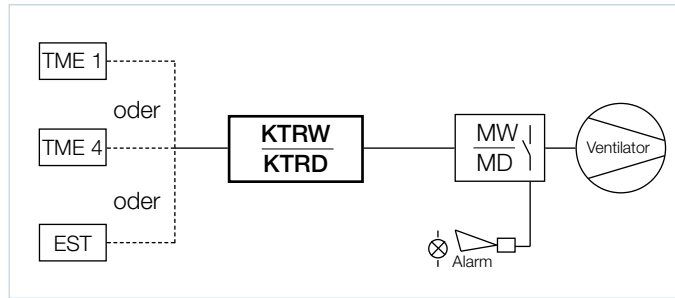 TME 1
oder
TME 4
oder
EST
KTRW
KTRD
MW
MD
Ventilator
Alarm